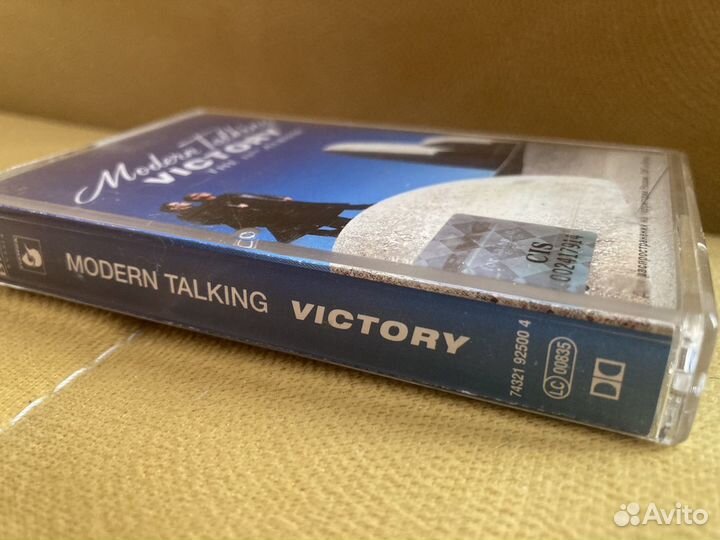 Modern Talking
VICTORY
CIS
MODERN TALKING VICTORY
74321 92500 4
LC 00835
Avito